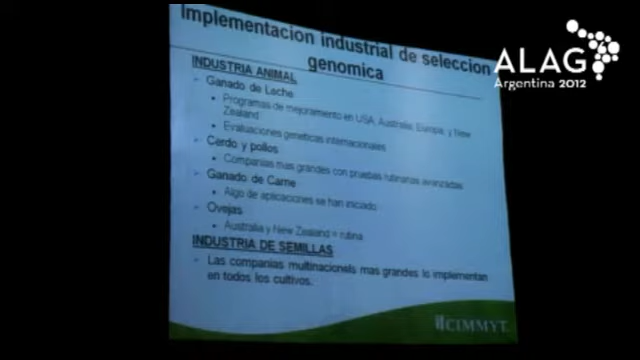 Implementacion industrial de seleccion
genomica
INDUSTRIA ANIMAL
Ganado de Leche
Programas de mejoramiento en USA, Australia, Europa, y New
Zealand
Evaluaciones geneticas internacionales
Cerdo y pollos
Companias mas grandes con pruebas rutinarias avanzadas
Ganado de Carne
Algo de aplicaciones se han iniciado
Ovejas
Australia y New Zealand = rutina
INDUSTRIA DE SEMILLAS
Las companias multinacionels mas grandes lo implementan
en todos los cultivos.
CIMMYT
ALAG
Argentina 2012